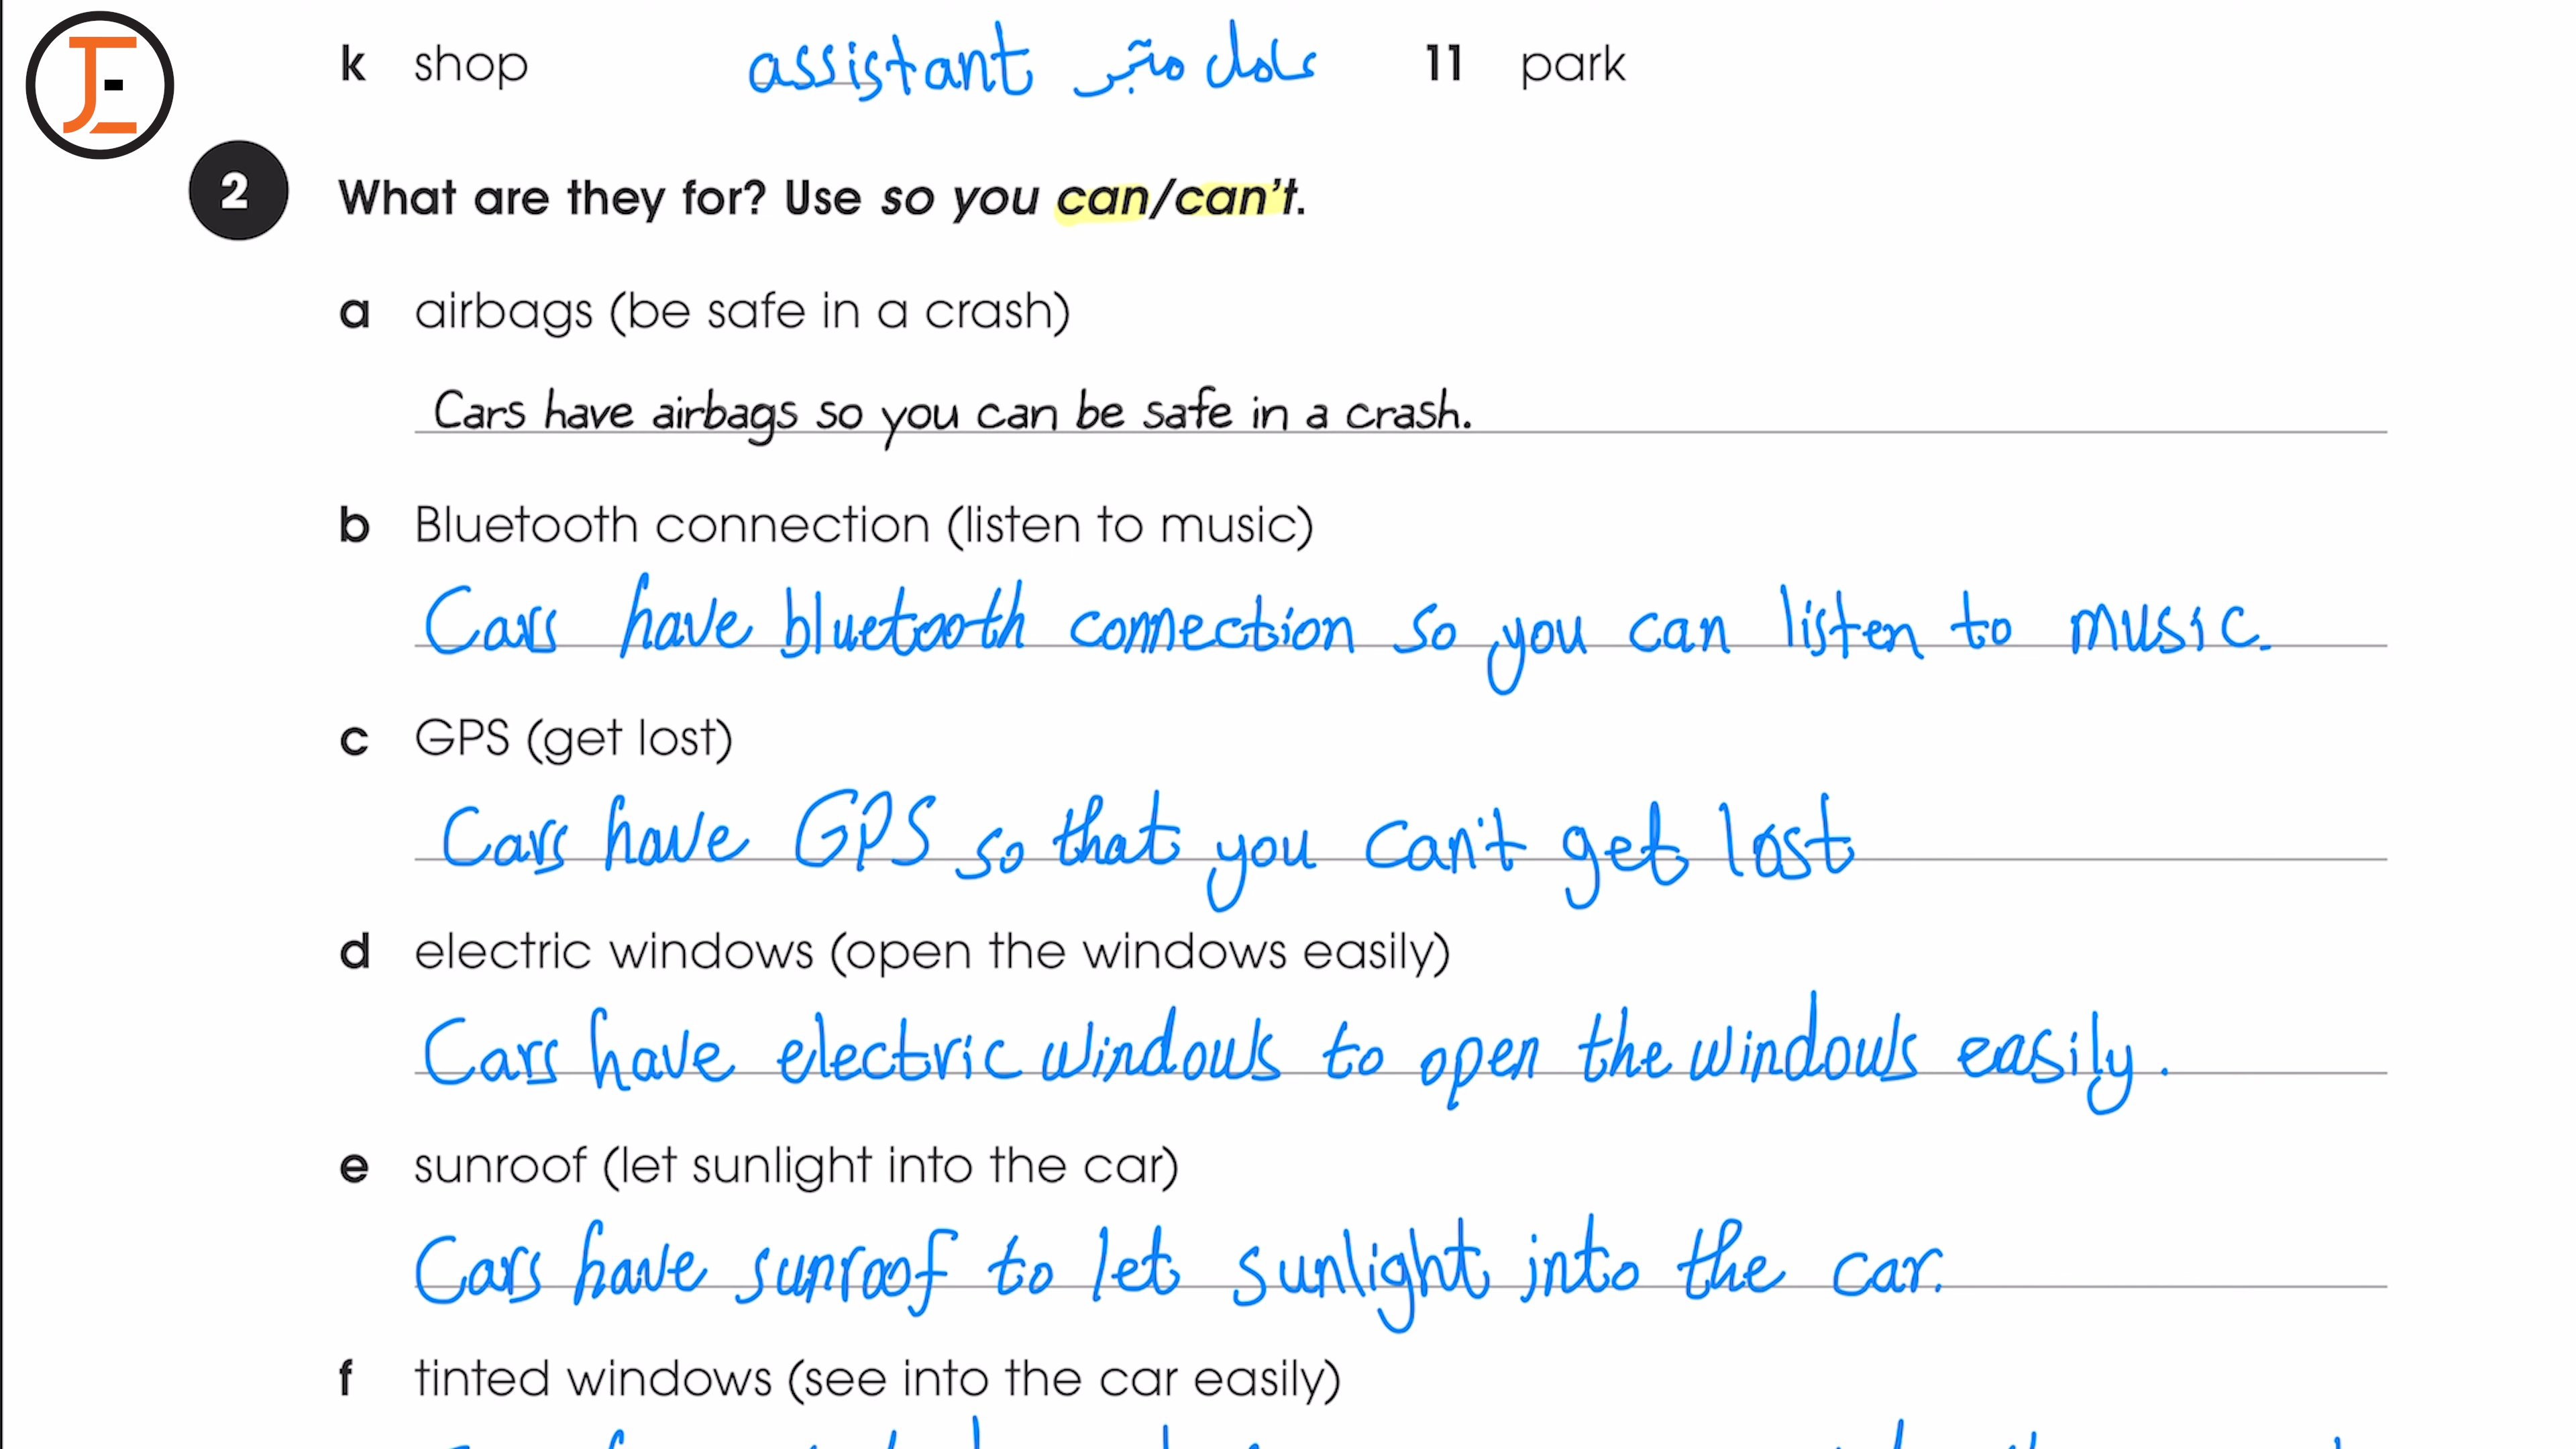 k shop assistant عامل متجر 11 park
2 What are they for? Use so you can/can't.
a airbags (be safe in a crash)
Cars have airbags so you can be safe in a crash.
b Bluetooth connection (listen to music)
Cars have bluetooth connection so you can listen to music.
c GPS (get lost)
Cars have GPS so that you can't get lost
d electric windows (open the windows easily)
Cars have electric windows to open the windows easily.
e sunroof (let sunlight into the car)
Cars have sunroof to let sunlight into the car.
f tinted windows (see into the car easily)